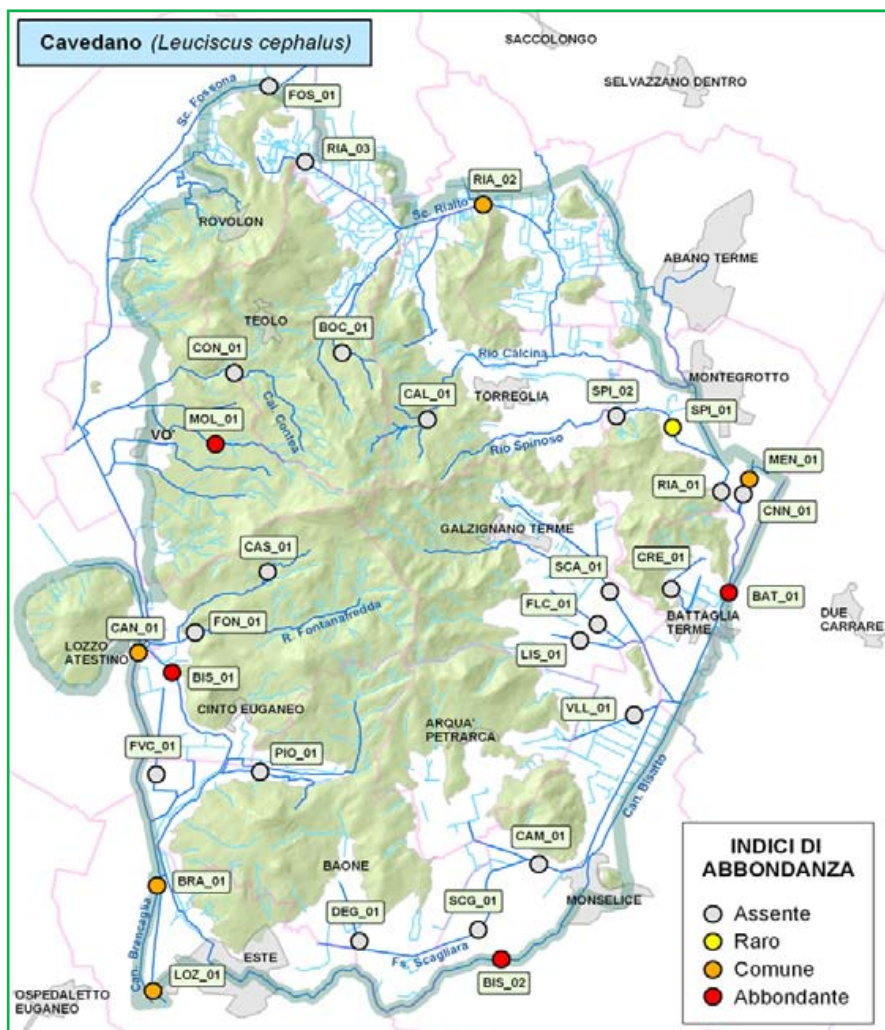 Cavedano (Leuciscus cephalus)
SACCOLONGO
SELVAZZANO DENTRO
Sc. Fossona
FOS_01
RIA_03
RIA_02
Sc. Rialto
ROVOLON
ABANO TERME
TEOLO
BOC_01
CON_01
Rio Calcina
MONTEGROTTO
CAL_01
TORREGLIA
SPI_02
SPI_01
MOL_01
Cal. Contea
VO'
Rio Spinoso
MEN_01
RIA_01
CNN_01
GALZIGNANO TERME
CAS_01
SCA_01
CRE_01
FLC_01
BAT_01
BATTAGLIA
TERME
DUE
CARRARE
CAN_01
FON_01
R. Fontanafredda
LOZZO
ATESTINO
LIS_01
BIS_01
CINTO EUGANEO
VLL_01
ARQUA'
PETRARCA
FVC_01
PIO_01
Can. Bisatto
CAM_01
BAONE
BRA_01
MONSELICE
DEG_01
SCG_01
Can. Brancaglia
Fs. Scagliara
ESTE
LOZ_01
BIS_02
OSPEDALETTO
EUGANEO
INDICI DI
ABBONDANZA
Assente
Raro
Comune
Abbondante